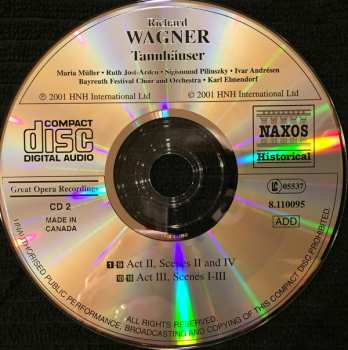 Richard
WAGNER
Tannhäuser
Maria Müller • Ruth Jost-Arden • Sigismund Pilinszky • Ivar Andrésen
Bayreuth Festival Choir and Orchestra • Karl Elmendorff
℗ 2001 HNH International Ltd
© 2001 HNH International Ltd
COMPACT
disc
DIGITAL AUDIO
NAXOS
Historical
Great Opera Recordings
CD 2
MADE IN
CANADA
LC 05537
8.110095
ADD
Act II, Scenes II and IV
Act III, Scenes I-III
ALL RIGHTS RESERVED. UNAUTHORISED PUBLIC PERFORMANCE, BROADCASTING AND COPYING OF THIS COMPACT DISC PROHIBITED.